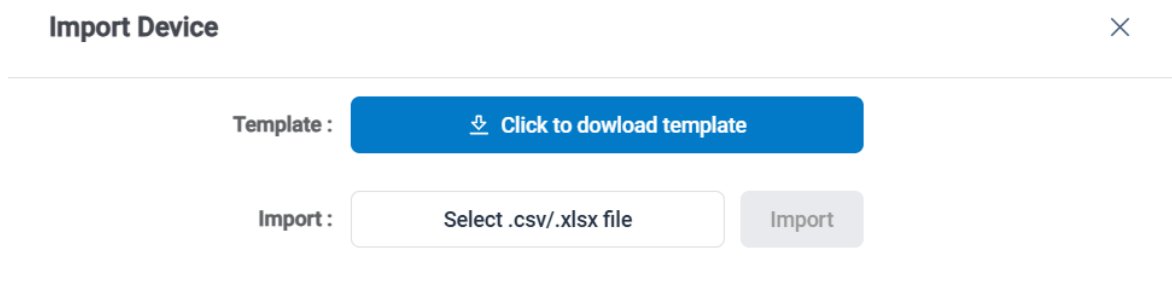 Import Device
Template :
Click to dowload template
Import :
Select .csv/.xlsx file
Import